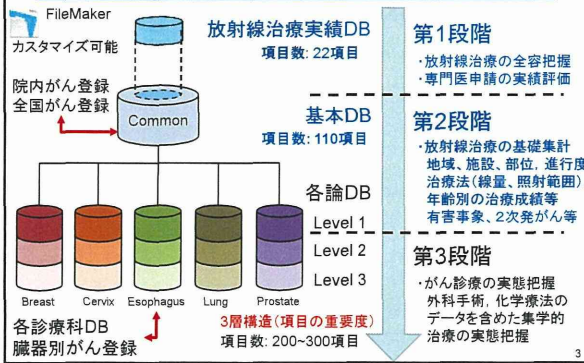 FileMaker
カスタマイズ可能
院内がん登録
全国がん登録
Common
放射線治療実績DB
項目数: 22項目
基本DB
項目数: 110項目
各論DB
Level 1
Level 2
Level 3
Breast
Cervix
Esophagus
Lung
Prostate
各診療科DB
臓器別がん登録
3層構造(項目の重要度)
項目数: 200~300項目
第1段階
・放射線治療の全容把握
・専門医申請の実績評価
第2段階
・放射線治療の基礎集計
地域、施設、部位、進行度
治療法(線量、照射範囲)
年齢別の治療成績等
有害事象、2次発がん等
第3段階
・がん診療の実態把握
外科手術, 化学療法の
データを含めた集学的
治療の実態把握
3